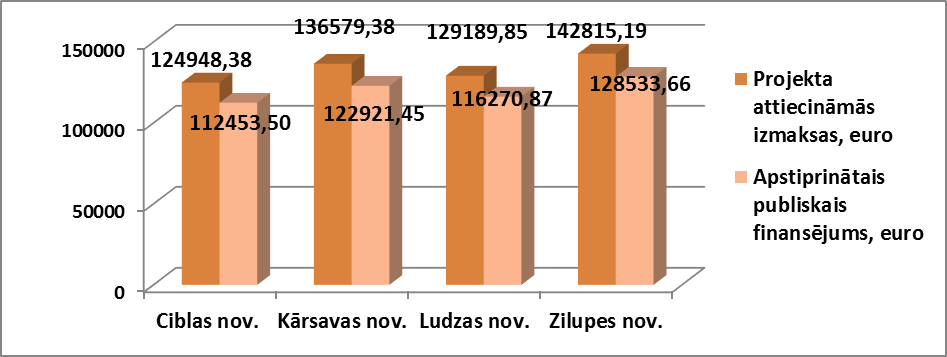 150000
100000
50000
0
124948,38
136579,38
129189,85
142815,19
112453,50
122921,45
116270,87
128533,66
Ciblas nov. Kārsavas nov. Ludzas nov. Zilupes nov.
Projekta
attiecināmās
izmaksas, euro
Apstiprinātais
publiskais
finansējums, euro